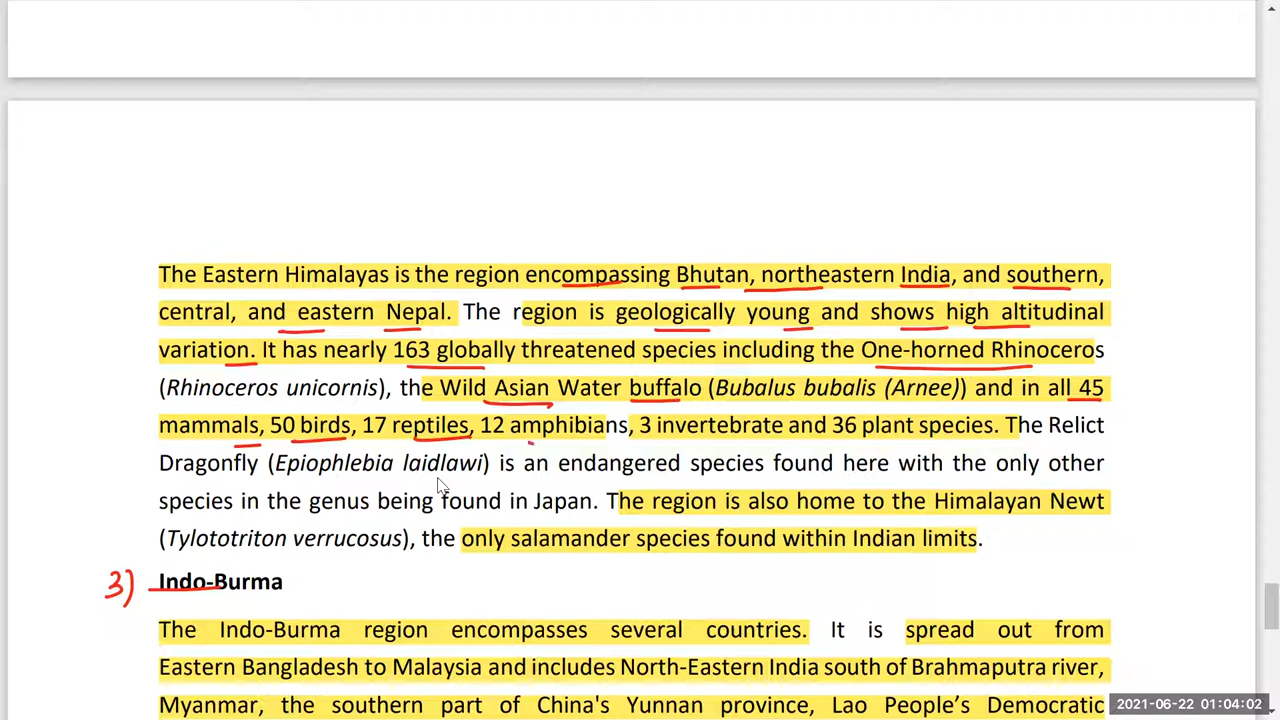 The Eastern Himalayas is the region encompassing Bhutan, northeastern India, and southern,
central, and eastern Nepal. The region is geologically young and shows high altitudinal
variation. It has nearly 163 globally threatened species including the One-horned Rhinoceros
(Rhinoceros unicornis), the Wild Asian Water buffalo (Bubalus bubalis (Arnee)) and in all 45
mammals, 50 birds, 17 reptiles, 12 amphibians, 3 invertebrate and 36 plant species. The Relict
Dragonfly (Epiophlebia laidlawi) is an endangered species found here with the only other
species in the genus being found in Japan. The region is also home to the Himalayan Newt
(Tylototriton verrucosus), the only salamander species found within Indian limits.
3) Indo-Burma
The Indo-Burma region encompasses several countries. It is spread out from
Eastern Bangladesh to Malaysia and includes North-Eastern India south of Brahmaputra river,
Myanmar, the southern part of China's Yunnan province, Lao People’s Democratic
2021-06-22 01:04:02